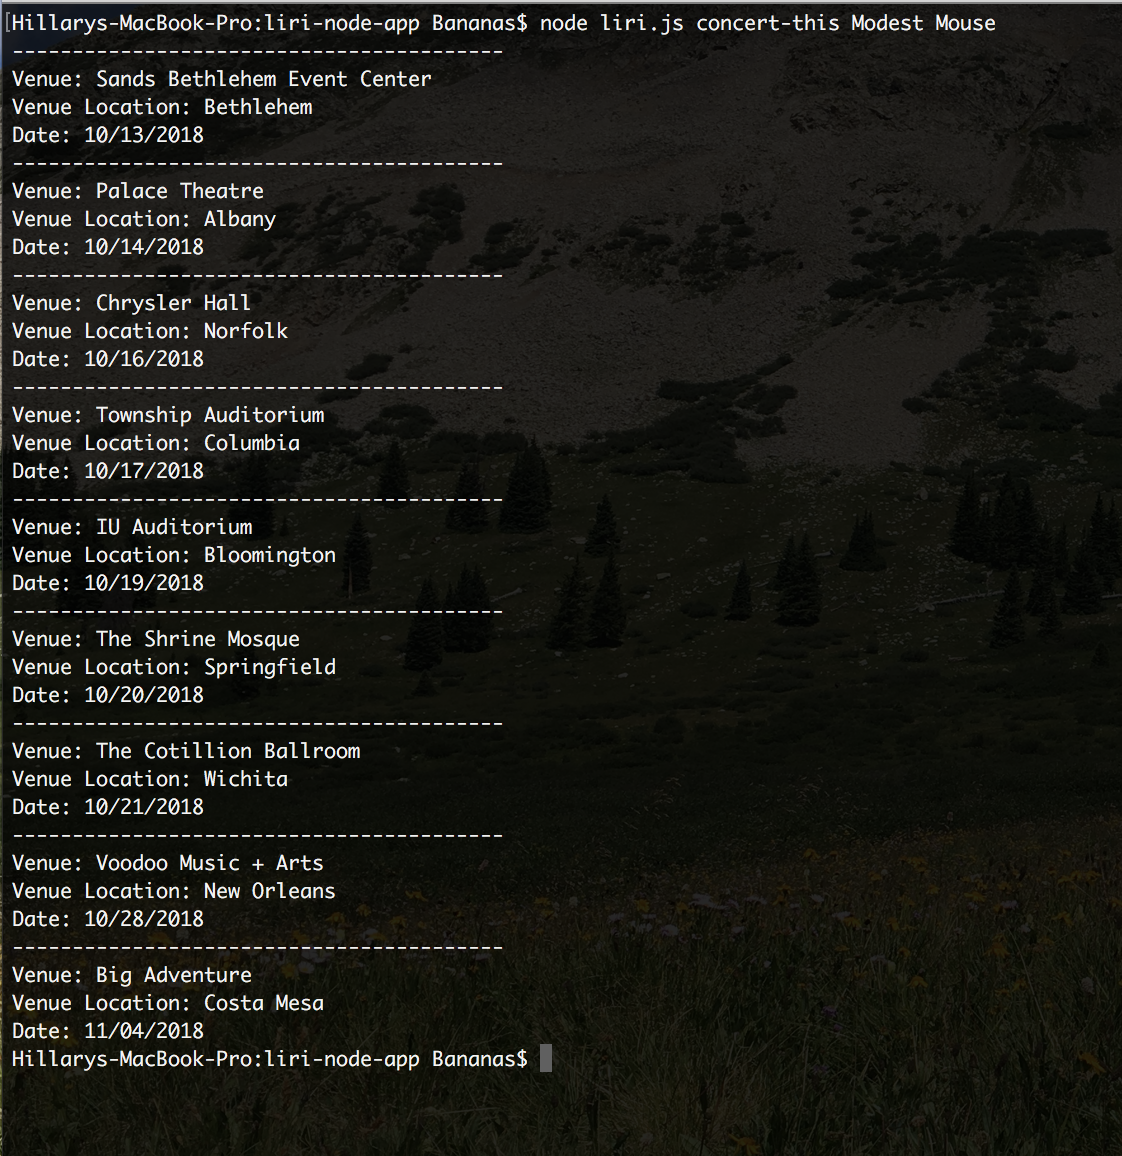 [Hillarys-MacBook-Pro:liri-node-app Bananas$ node liri.js concert-this Modest Mouse
-----------------------------------------
Venue: Sands Bethlehem Event Center
Venue Location: Bethlehem
Date: 10/13/2018
-----------------------------------------
Venue: Palace Theatre
Venue Location: Albany
Date: 10/14/2018
-----------------------------------------
Venue: Chrysler Hall
Venue Location: Norfolk
Date: 10/16/2018
-----------------------------------------
Venue: Township Auditorium
Venue Location: Columbia
Date: 10/17/2018
-----------------------------------------
Venue: IU Auditorium
Venue Location: Bloomington
Date: 10/19/2018
-----------------------------------------
Venue: The Shrine Mosque
Venue Location: Springfield
Date: 10/20/2018
-----------------------------------------
Venue: The Cotillion Ballroom
Venue Location: Wichita
Date: 10/21/2018
-----------------------------------------
Venue: Voodoo Music + Arts
Venue Location: New Orleans
Date: 10/28/2018
-----------------------------------------
Venue: Big Adventure
Venue Location: Costa Mesa
Date: 11/04/2018
Hillarys-MacBook-Pro:liri-node-app Bananas$